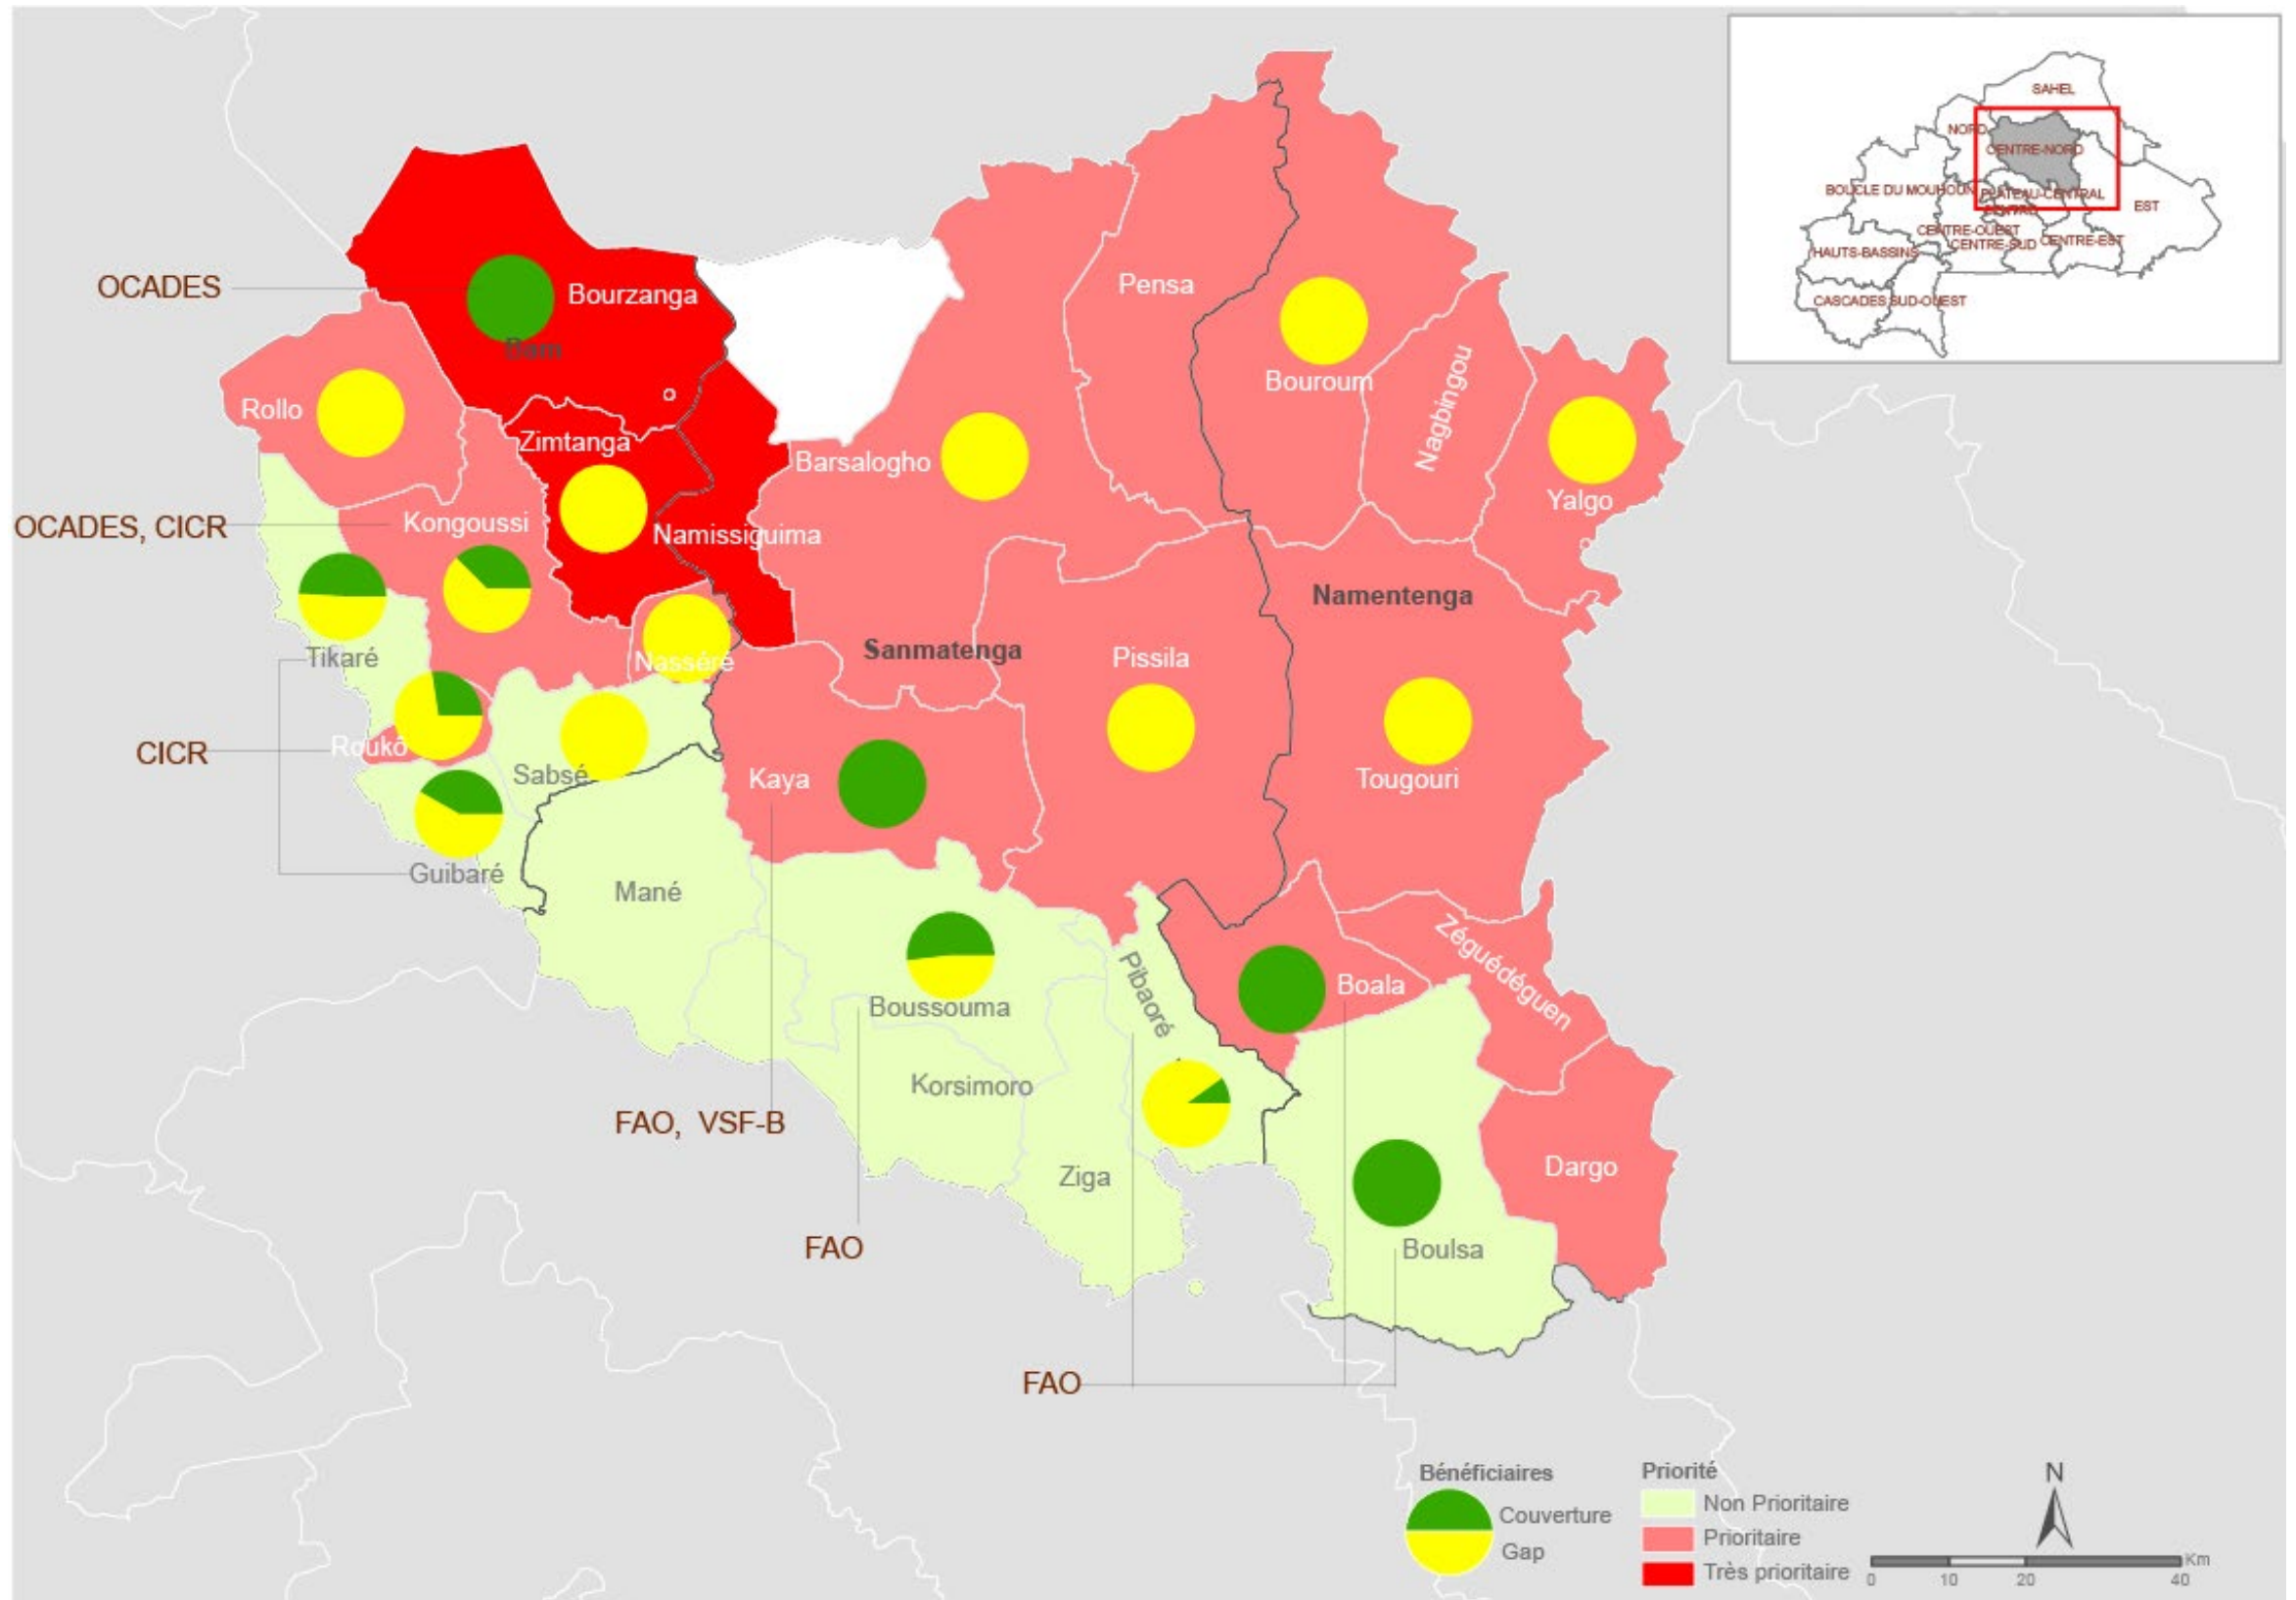 SAHEL
NORD
CENTRE-NORD
BOUCLE DU MOUHOUN
PLATEAU-CENTRAL
CENTRE
EST
CENTRE-OUEST
CENTRE-SUD
CENTRE-EST
HAUTS-BASSINS
CASCADES
SUD-OUEST
OCADES
Bourzanga
Bam
Pensa
Bouroum
Nagbingou
Rollo
Zimtanga
Barsalogho
Yalgo
OCADES, CICR
Kongoussi
Namissiguima
Namentenga
Tikaré
Nasséré
Sanmatenga
Pissila
CICR
Rouko
Sabsé
Kaya
Tougouri
Guibaré
Mané
Zéguédéguen
Pibaoré
Boala
Boussouma
Korsimoro
FAO, VSF-B
Ziga
Dargo
FAO
Boulsa
FAO
Bénéficiaires
Couverture
Gap
Priorité
Non Prioritaire
Prioritaire
Très prioritaire
N
Km
0 10 20 40